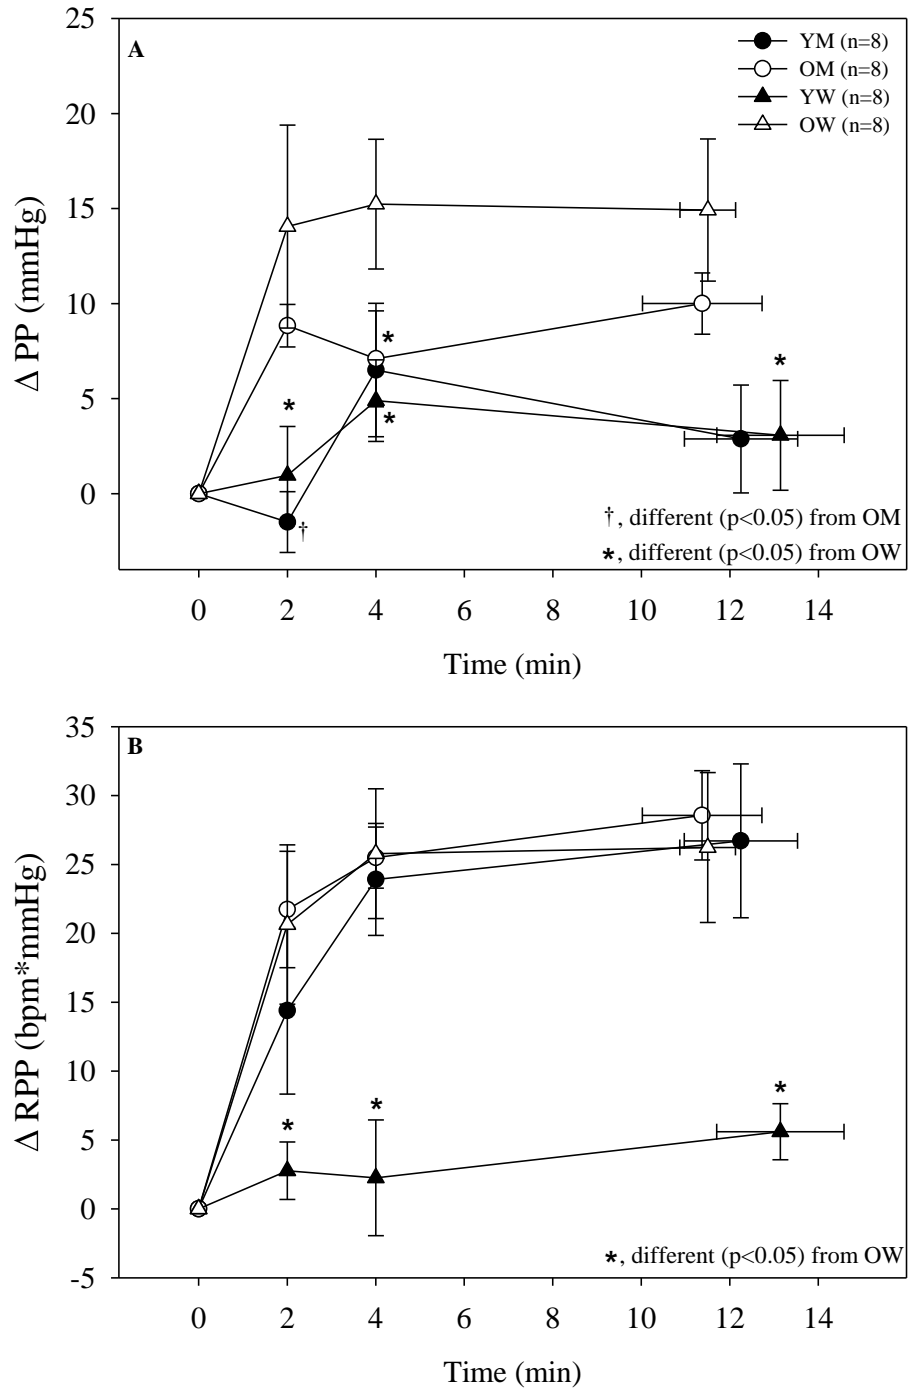 A
YM (n=8)
OM (n=8)
YW (n=8)
OW (n=8)
25
20
15
10
5
0
Δ PP (mmHg)
*
*
*
*
†
†, different (p<0.05) from OM
*, different (p<0.05) from OW
0 2 4 6 8 10 12 14
Time (min)
B
35
30
25
20
15
10
5
0
-5
Δ RPP (bpm*mmHg)
*
*
*
*, different (p<0.05) from OW
0 2 4 6 8 10 12 14
Time (min)